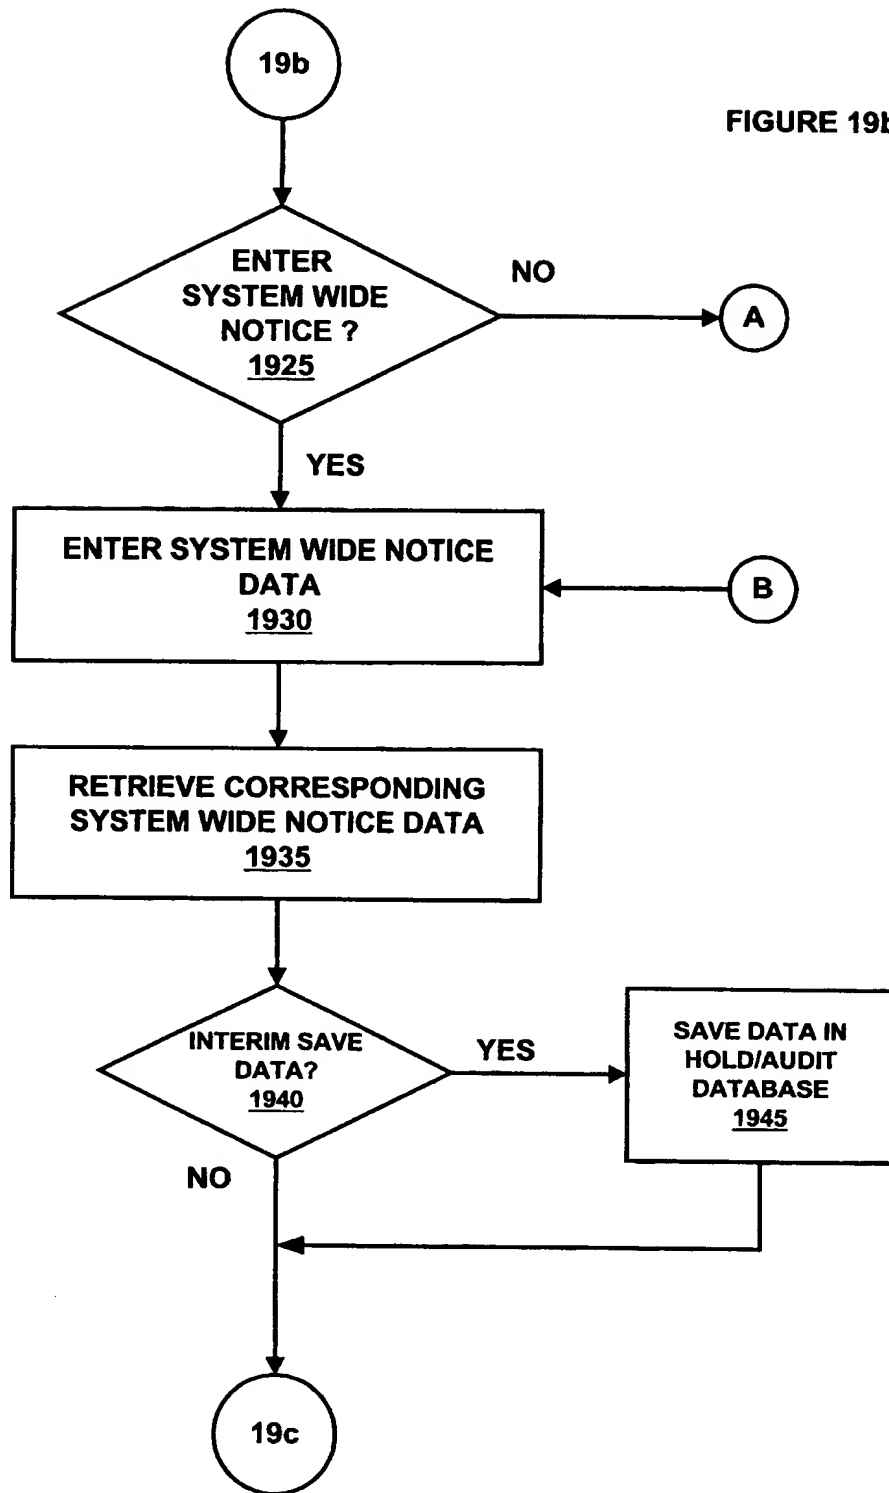 19b
FIGURE 19b
ENTER
SYSTEM WIDE
NOTICE ?
1925
NO
A
YES
ENTER SYSTEM WIDE NOTICE
DATA
1930
B
RETRIEVE CORRESPONDING
SYSTEM WIDE NOTICE DATA
1935
INTERIM SAVE
DATA?
1940
YES
SAVE DATA IN
HOLD/AUDIT
DATABASE
1945
NO
19c